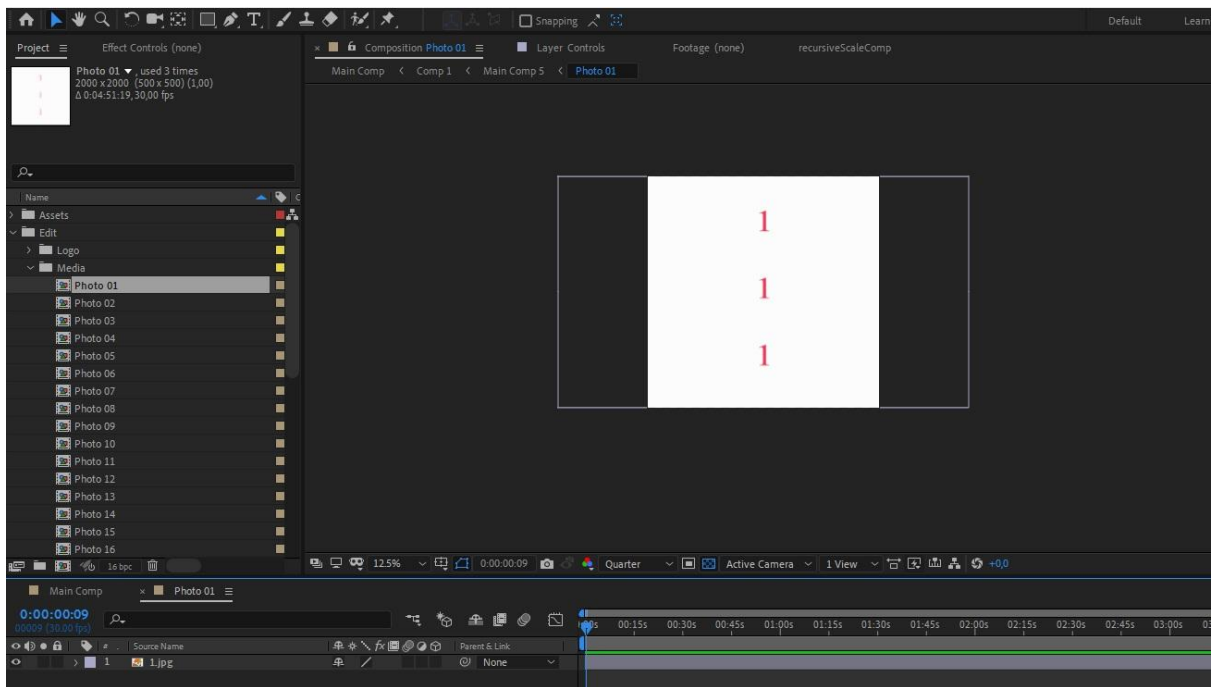 T
Snapping
Default
Learn
Project
Effect Controls (none)
Composition Photo 01
Layer Controls
Footage (none)
recursiveScaleComp
Photo 01 , used 3 times
2000 x 2000 (500 x 500) (1,00)
Δ 0:04:51:19, 30,00 fps
Main Comp
Comp 1
Main Comp 5
Photo 01
Name
Assets
Edit
Logo
Media
Photo 01
Photo 02
Photo 03
Photo 04
Photo 05
Photo 06
Photo 07
Photo 08
Photo 09
Photo 10
Photo 11
Photo 12
Photo 13
Photo 14
Photo 15
Photo 16
1
1
1
16 bpc
12.5%
0:00:00:09
Quarter
Active Camera
1 View
+0,0
Main Comp
Photo 01
0:00:00:09
00009 (30.00 fps)
00:15s 00:30s 00:45s 01:00s 01:15s 01:30s 01:45s 02:00s 02:15s 02:30s 02:45s 03:00s
# . Source Name
fx
Parent & Link
1 1.jpg
None